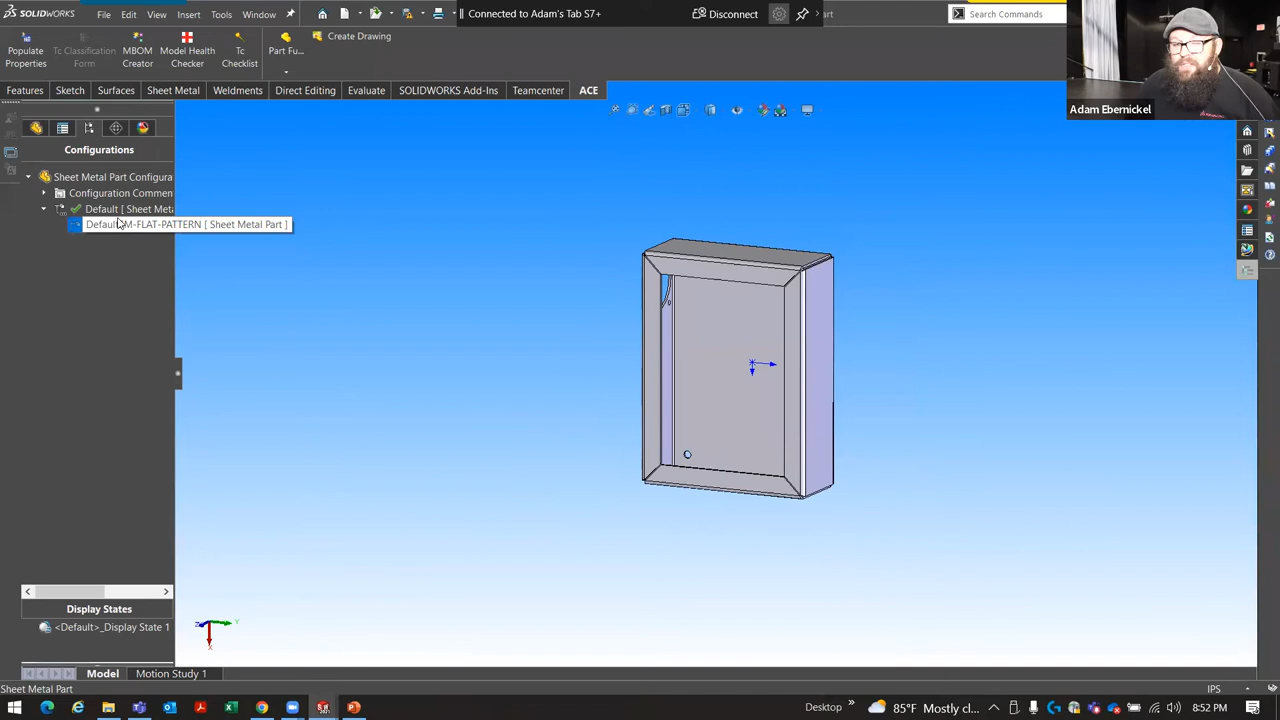 SOLIDWORKS File Edit View Insert Tools Window
Connected to Adam's Tab S7+ Disconnect
art
Search Commands
Populate Properties
Tc Classification Form
MBOM Creator
Model Health Checker
Tc Checklist
Part Fu...
Create Drawing
Features Sketch Surfaces Sheet Metal Weldments Direct Editing Evaluate SOLIDWORKS Add-Ins Teamcenter ACE
Adam Ebernickel
Configurations
Sheet Metal Part Configura
Configuration Commen
Default [ Sheet Meta
M-FLAT-PATTERN [ Sheet Metal Part ]
Display States
<Default>_Display State 1
Z Y X
Model Motion Study 1
Sheet Metal Part
IPS
Desktop
85°F Mostly cl...
8:52 PM